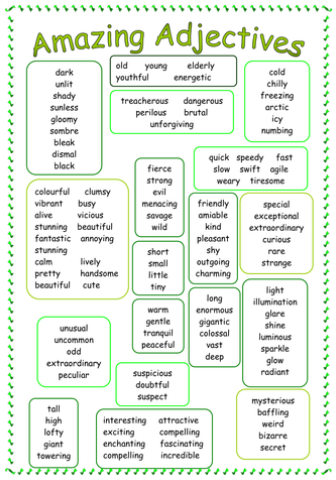 Amazing Adjectives
dark
unlit
shady
sunless
gloomy
sombre
bleak
dismal
black
old young elderly
youthful energetic
cold
chilly
freezing
arctic
icy
numbing
treacherous dangerous
perilous brutal
unforgiving
quick speedy fast
slow swift agile
weary tiresome
fierce
strong
evil
menacing
savage
wild
colourful clumsy
vibrant busy
alive vicious
stunning beautiful
fantastic annoying
stunning
calm lively
pretty handsome
beautiful cute
friendly
amiable
kind
pleasant
shy
outgoing
charming
special
exceptional
extraordinary
curious
rare
strange
short
small
little
tiny
long
enormous
gigantic
colossal
vast
deep
light
illumination
glare
shine
luminous
sparkle
glow
radiant
warm
gentle
tranquil
peaceful
unusual
uncommon
odd
extraordinary
peculiar
suspicious
doubtful
suspect
mysterious
baffling
weird
bizarre
secret
tall
high
lofty
giant
towering
interesting attractive
exciting compelling
enchanting fascinating
compelling incredible